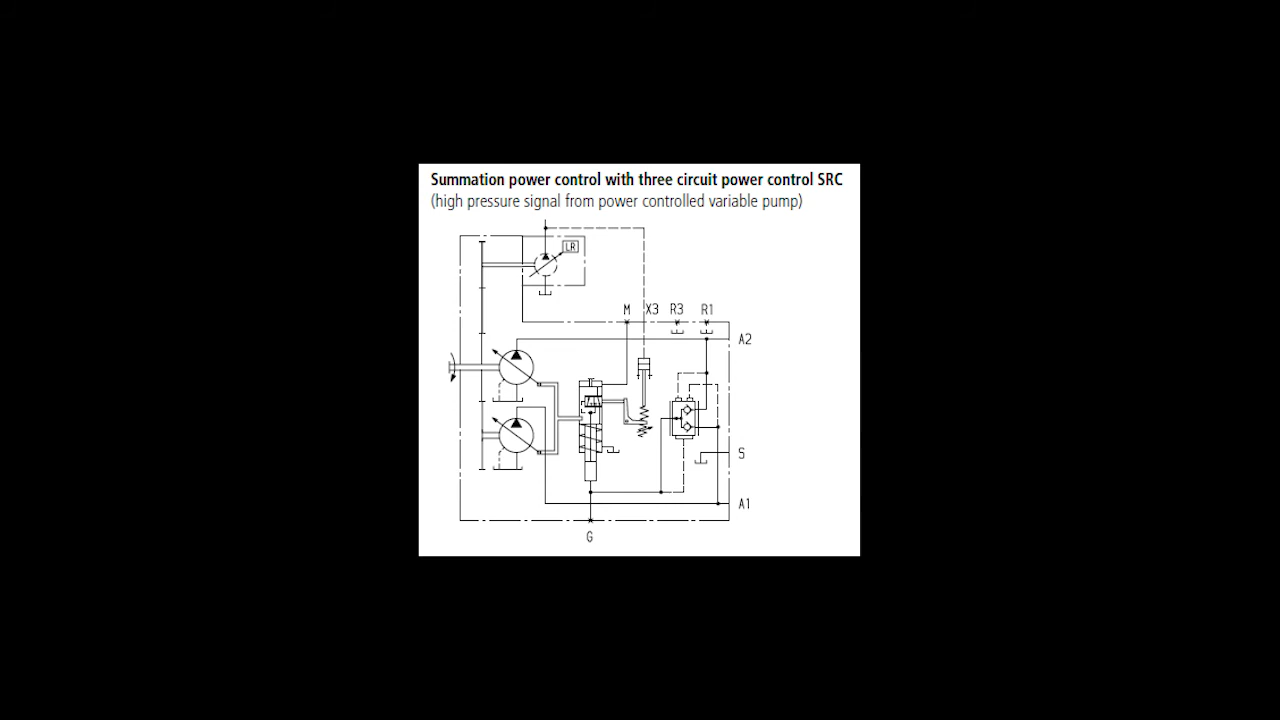 Summation power control with three circuit power control SRC
(high pressure signal from power controlled variable pump)
LR
M X3 R3 R1
A2
S
A1
G